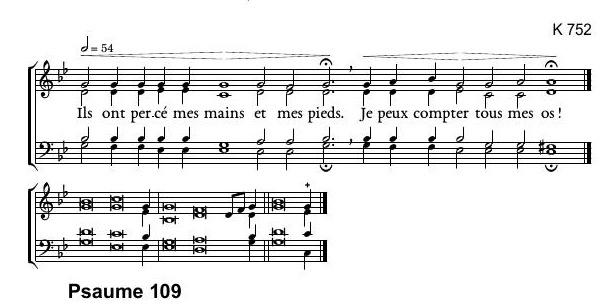 K 752
𝅗𝅥 = 54
Ils ont per-cé mes mains et mes pieds. Je peux compter tous mes os !
Psaume 109